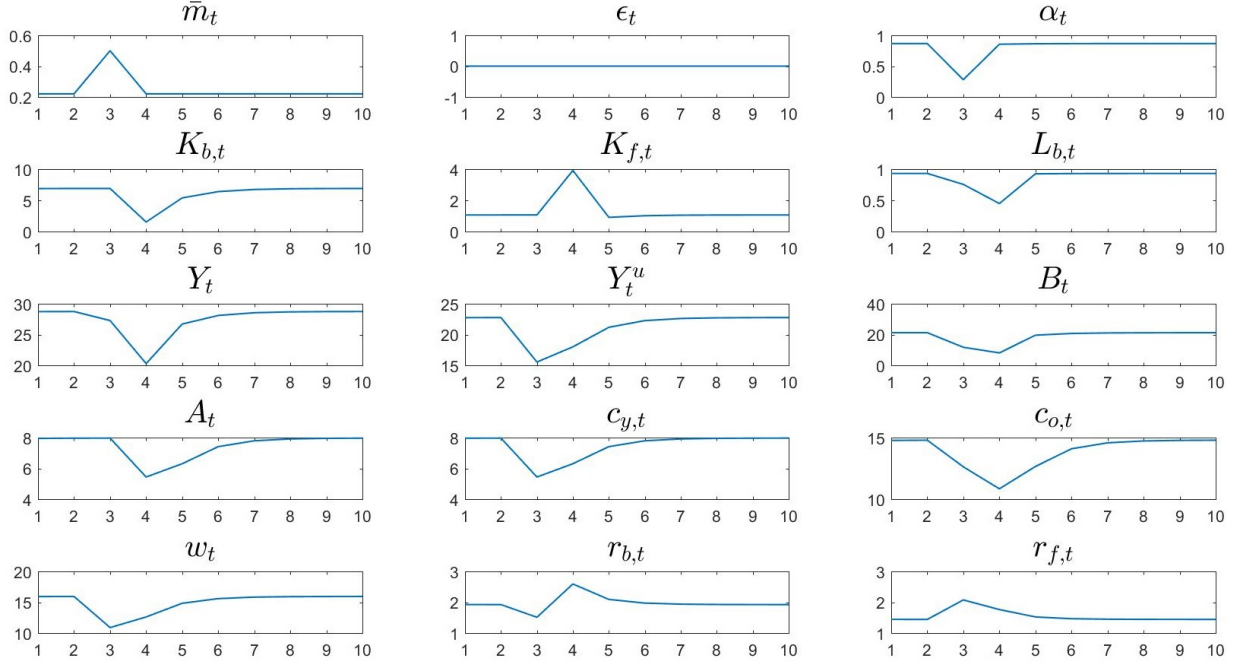 m̄_t ϵ_t α_t
0.6 1 1
0.4 0 0.5
0.2 -1 0
1 2 3 4 5 6 7 8 9 10 1 2 3 4 5 6 7 8 9 10 1 2 3 4 5 6 7 8 9 10
K_{b,t} K_{f,t} L_{b,t}
10 4 1
5 2 0.5
0 0 0
1 2 3 4 5 6 7 8 9 10 1 2 3 4 5 6 7 8 9 10 1 2 3 4 5 6 7 8 9 10
Y_t Y_t^u B_t
30 25 40
25 20 20
20 15 0
1 2 3 4 5 6 7 8 9 10 1 2 3 4 5 6 7 8 9 10 1 2 3 4 5 6 7 8 9 10
A_t c_{y,t} c_{o,t}
8 8 15
6 6
4 4 10
1 2 3 4 5 6 7 8 9 10 1 2 3 4 5 6 7 8 9 10 1 2 3 4 5 6 7 8 9 10
w_t r_{b,t} r_{f,t}
20 3 3
15 2 2
10 1 1
1 2 3 4 5 6 7 8 9 10 1 2 3 4 5 6 7 8 9 10 1 2 3 4 5 6 7 8 9 10